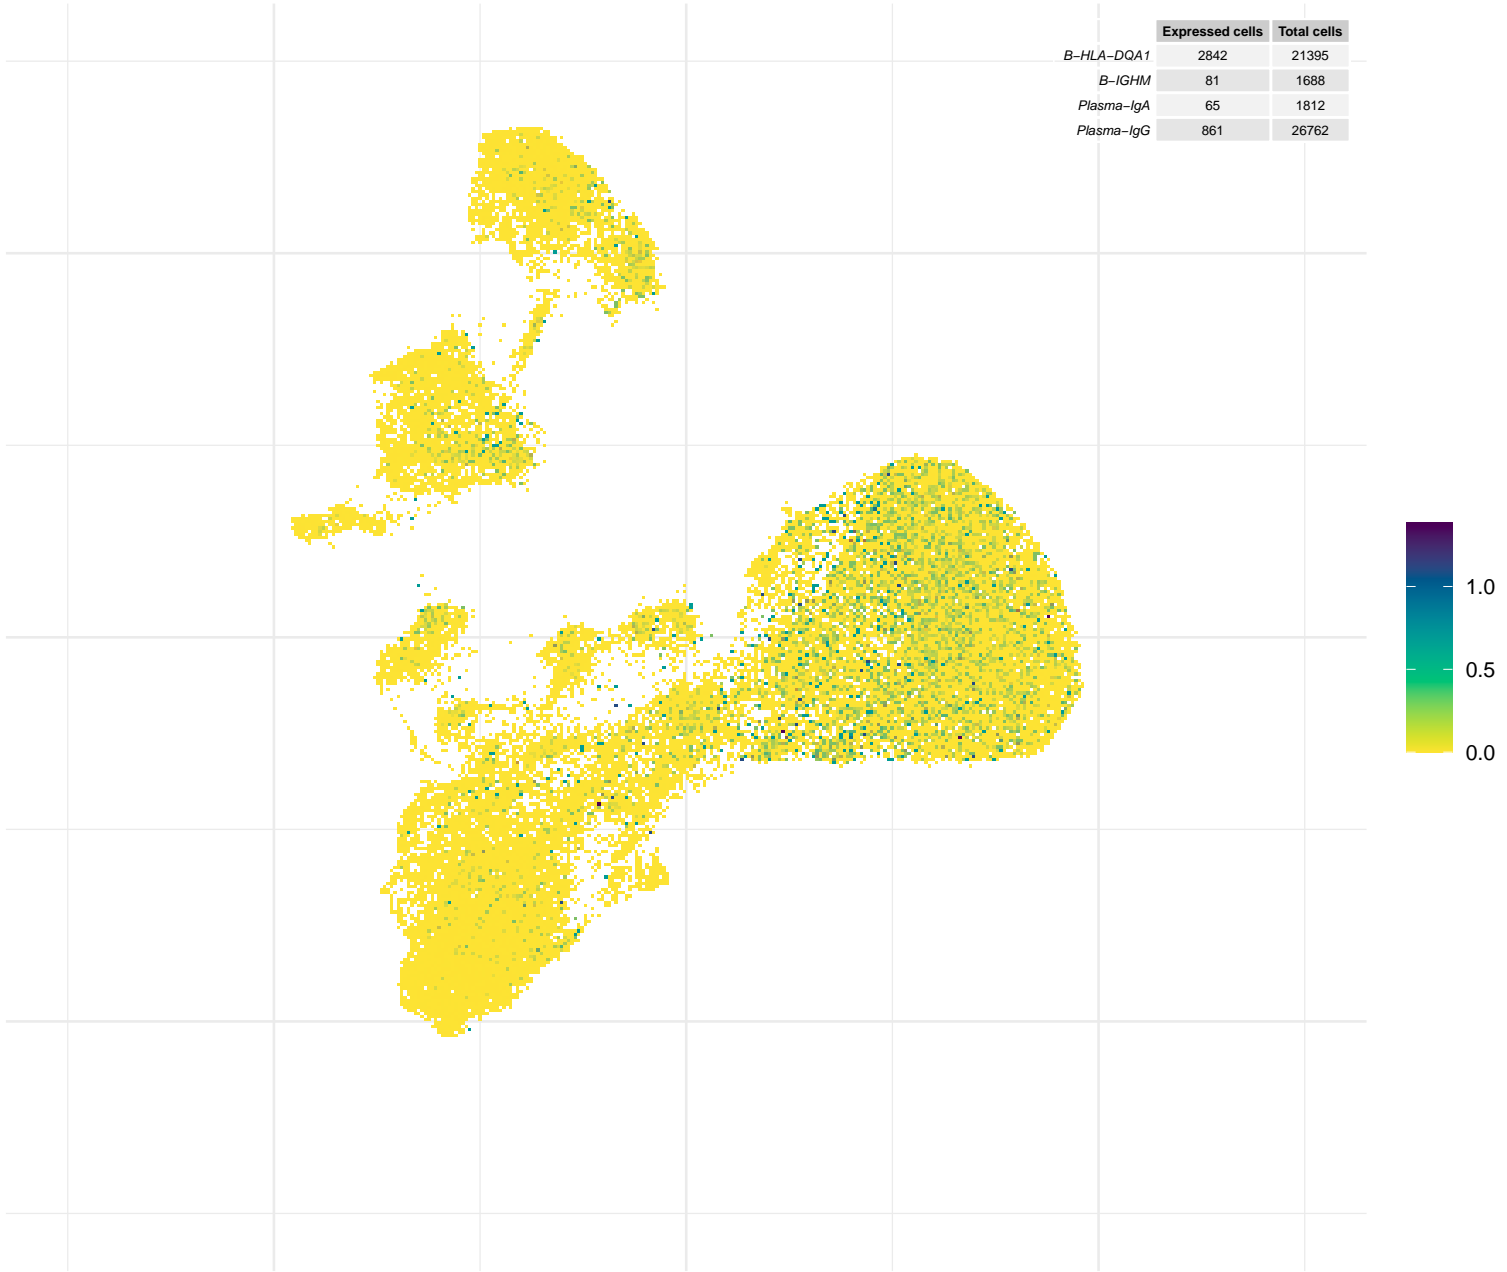 Expressed cells Total cells
B−HLA−DQA1 2842 21395
B−IGHM 81 1688
Plasma−IgA 65 1812
Plasma−IgG 861 26762
1.0
0.5
0.0